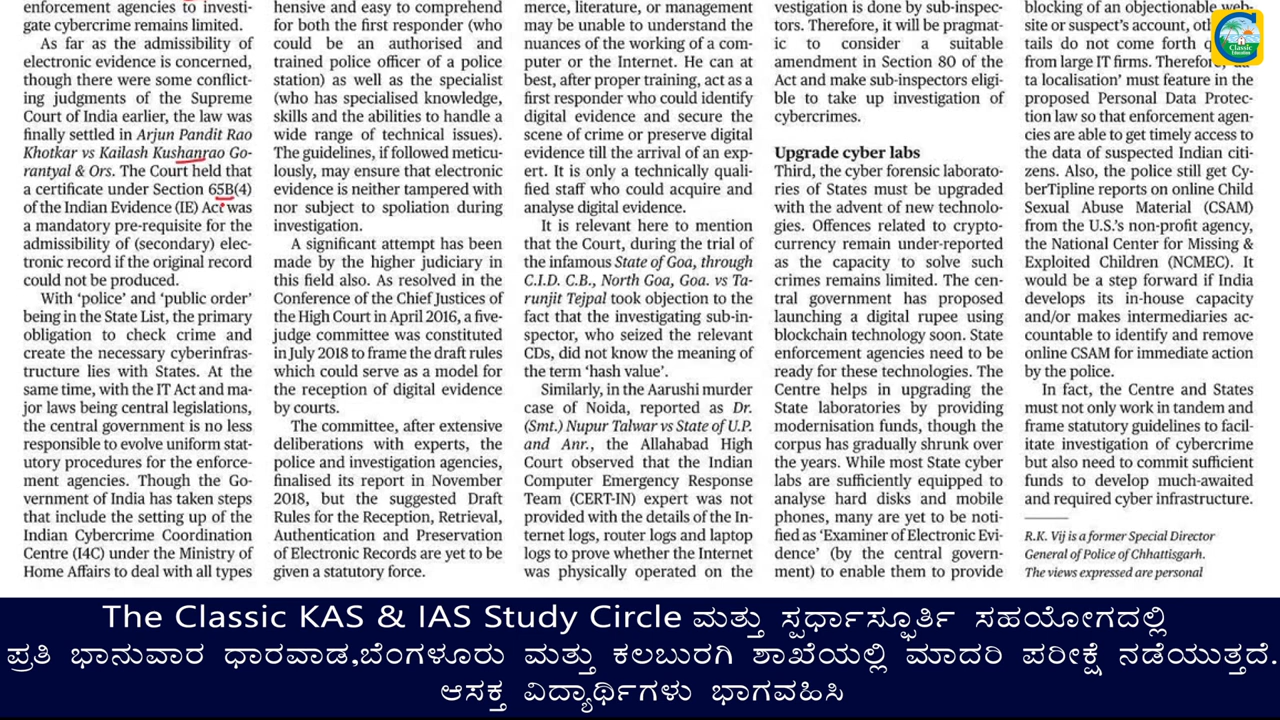 enforcement agencies to investi-
gate cybercrime remains limited.
As far as the admissibility of
electronic evidence is concerned,
though there were some conflict-
ing judgments of the Supreme
Court of India earlier, the law was
finally settled in Arjun Pandit Rao
Khotkar vs Kailash Kushanrao Go-
rantyal & Ors. The Court held that
a certificate under Section 65B(4)
of the Indian Evidence (IE) Act was
a mandatory pre-requisite for the
admissibility of (secondary) elec-
tronic record if the original record
could not be produced.
With ‘police’ and ‘public order’
being in the State List, the primary
obligation to check crime and
create the necessary cyberinfras-
tructure lies with States. At the
same time, with the IT Act and ma-
jor laws being central legislations,
the central government is no less
responsible to evolve uniform stat-
utory procedures for the enforce-
ment agencies. Though the Go-
vernment of India has taken steps
that include the setting up of the
Indian Cybercrime Coordination
Centre (I4C) under the Ministry of
Home Affairs to deal with all types
hensive and easy to comprehend
for both the first responder (who
could be an authorised and
trained police officer of a police
station) as well as the specialist
(who has specialised knowledge,
skills and the abilities to handle a
wide range of technical issues).
The guidelines, if followed meticu-
lously, may ensure that electronic
evidence is neither tampered with
nor subject to spoliation during
investigation.
A significant attempt has been
made by the higher judiciary in
this field also. As resolved in the
Conference of the Chief Justices of
the High Court in April 2016, a five-
judge committee was constituted
in July 2018 to frame the draft rules
which could serve as a model for
the reception of digital evidence
by courts.
The committee, after extensive
deliberations with experts, the
police and investigation agencies,
finalised its report in November
2018, but the suggested Draft
Rules for the Reception, Retrieval,
Authentication and Preservation
of Electronic Records are yet to be
given a statutory force.
merce, literature, or management
may be unable to understand the
nuances of the working of a com-
puter or the Internet. He can at
best, after proper training, act as a
first responder who could identify
digital evidence and secure the
scene of crime or preserve digital
evidence till the arrival of an exp-
ert. It is only a technically quali-
fied staff who could acquire and
analyse digital evidence.
It is relevant here to mention
that the Court, during the trial of
the infamous State of Goa, through
C.I.D. C.B., North Goa, Goa. vs Ta-
runjit Tejpal took objection to the
fact that the investigating sub-in-
spector, who seized the relevant
CDs, did not know the meaning of
the term ‘hash value’.
Similarly, in the Aarushi murder
case of Noida, reported as Dr.
(Smt.) Nupur Talwar vs State of U.P.
and Anr., the Allahabad High
Court observed that the Indian
Computer Emergency Response
Team (CERT-IN) expert was not
provided with the details of the In-
ternet logs, router logs and laptop
logs to prove whether the Internet
was physically operated on the
vestigation is done by sub-inspec-
tors. Therefore, it will be pragmat-
ic to consider a suitable
amendment in Section 80 of the
Act and make sub-inspectors eligi-
ble to take up investigation of
cybercrimes.
Upgrade cyber labs
Third, the cyber forensic laborato-
ries of States must be upgraded
with the advent of new technolo-
gies. Offences related to crypto-
currency remain under-reported
as the capacity to solve such
crimes remains limited. The cen-
tral government has proposed
launching a digital rupee using
blockchain technology soon. State
enforcement agencies need to be
ready for these technologies. The
Centre helps in upgrading the
State laboratories by providing
modernisation funds, though the
corpus has gradually shrunk over
the years. While most State cyber
labs are sufficiently equipped to
analyse hard disks and mobile
phones, many are yet to be noti-
fied as ‘Examiner of Electronic Evi-
dence’ (by the central govern-
ment) to enable them to provide
blocking of an objectionable web-
site or suspect's account,
tails do not come forth
from large IT firms. Therefore,
ta localisation’ must feature in the
proposed Personal Data Protec-
tion law so that enforcement agen-
cies are able to get timely access to
the data of suspected Indian citi-
zens. Also, the police still get Cy-
berTipline reports on online Child
Sexual Abuse Material (CSAM)
from the U.S.’s non-profit agency,
the National Center for Missing &
Exploited Children (NCMEC). It
would be a step forward if India
develops its in-house capacity
and/or makes intermediaries ac-
countable to identify and remove
online CSAM for immediate action
by the police.
In fact, the Centre and States
must not only work in tandem and
frame statutory guidelines to facil-
itate investigation of cybercrime
but also need to commit sufficient
funds to develop much-awaited
and required cyber infrastructure.
R.K. Vij is a former Special Director
General of Police of Chhattisgarh.
The views expressed are personal
Classic
Education
The Classic KAS & IAS Study Circle ಮತ್ತು ಸ್ಪರ್ಧಾಸ್ಫೂರ್ತಿ ಸಹಯೋಗದಲ್ಲಿ
ಪ್ರತಿ ಭಾನುವಾರ ಧಾರವಾಡ,ಬೆಂಗಳೂರು ಮತ್ತು ಕಲಬುರಗಿ ಶಾಖೆಯಲ್ಲಿ ಮಾದರಿ ಪರೀಕ್ಷೆ ನಡೆಯುತ್ತದೆ.
ಆಸಕ್ತ ವಿದ್ಯಾರ್ಥಿಗಳು ಭಾಗವಹಿಸಿ